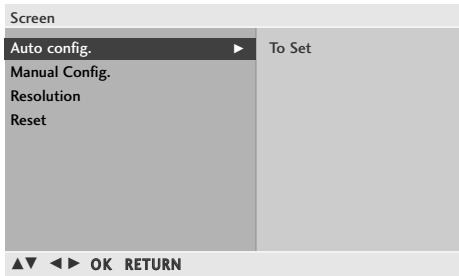 Screen
Auto config. ► To Set
Manual Config.
Resolution
Reset
▲▼ ◄► OK RETURN